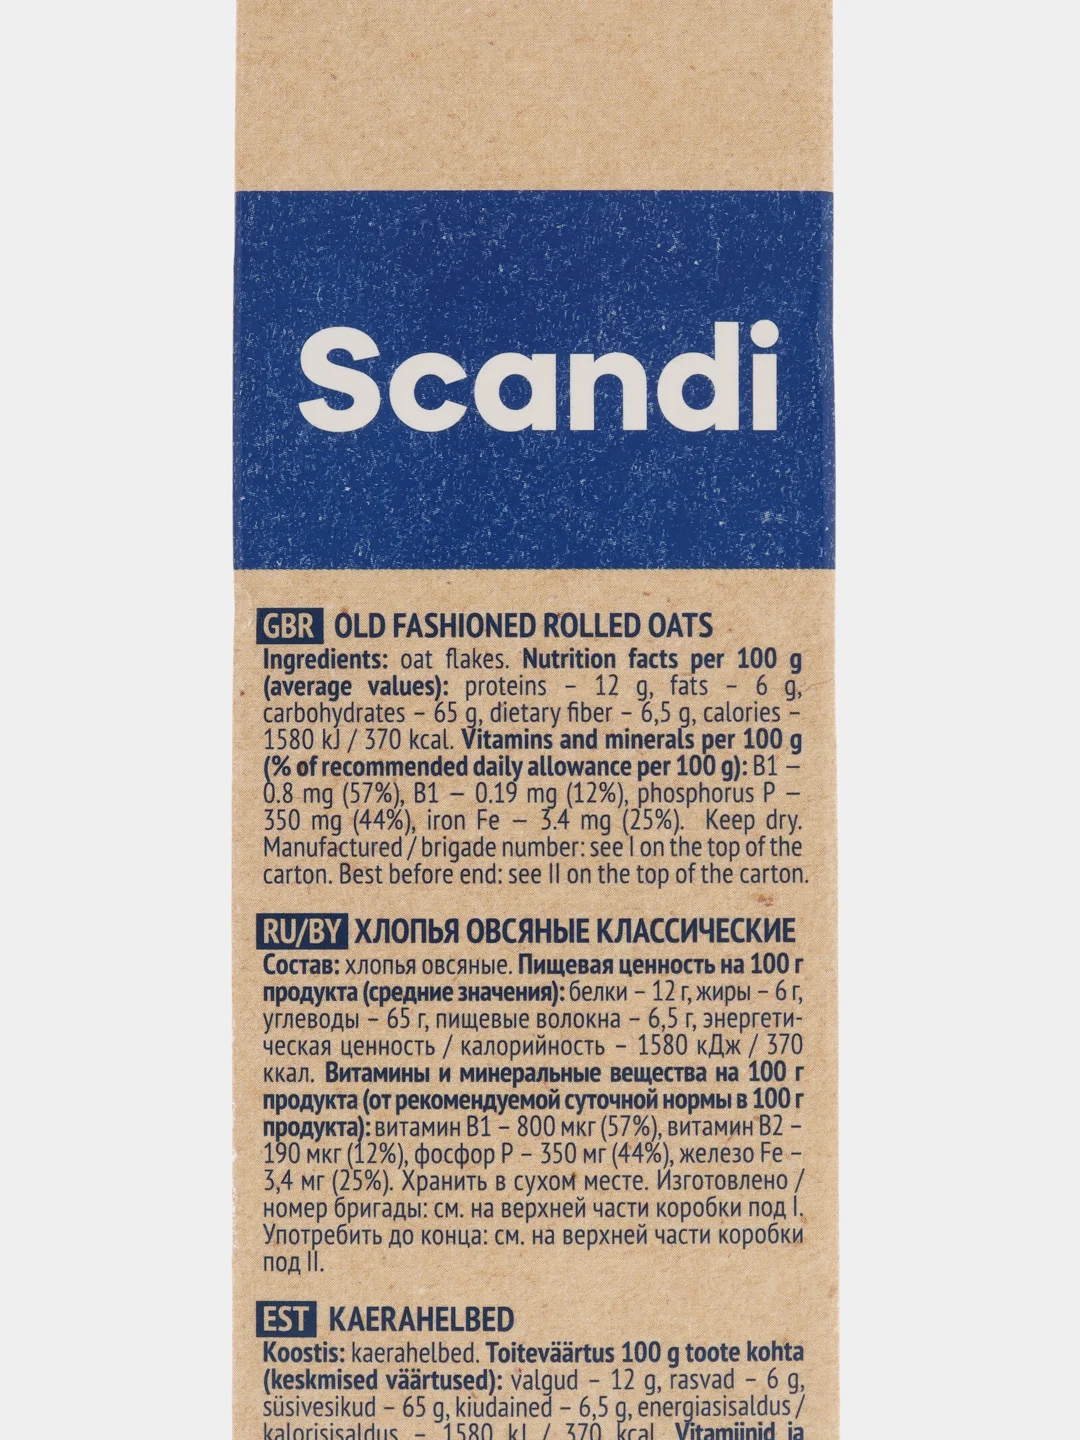 Scandi
GBR OLD FASHIONED ROLLED OATS
Ingredients: oat flakes. Nutrition facts per 100 g
(average values): proteins – 12 g, fats – 6 g,
carbohydrates – 65 g, dietary fiber – 6,5 g, calories –
1580 kJ / 370 kcal. Vitamins and minerals per 100 g
(% of recommended daily allowance per 100 g): B1 —
0.8 mg (57%), B1 — 0.19 mg (12%), phosphorus P —
350 mg (44%), iron Fe — 3.4 mg (25%). Keep dry.
Manufactured / brigade number: see I on the top of the
carton. Best before end: see II on the top of the carton.
RU/BY ХЛОПЬЯ ОВСЯНЫЕ КЛАССИЧЕСКИЕ
Состав: хлопья овсяные. Пищевая ценность на 100 г
продукта (средние значения): белки – 12 г, жиры – 6 г,
углеводы – 65 г, пищевые волокна – 6,5 г, энергети-
ческая ценность / калорийность – 1580 кДж / 370
ккал. Витамины и минеральные вещества на 100 г
продукта (от рекомендуемой суточной нормы в 100 г
продукта): витамин В1 – 800 мкг (57%), витамин В2 –
190 мкг (12%), фосфор Р – 350 мг (44%), железо Fe –
3,4 мг (25%). Хранить в сухом месте. Изготовлено /
номер бригады: см. на верхней части коробки под I.
Употребить до конца: см. на верхней части коробки
под II.
EST KAERAHELBED
Koostis: kaerahelbed. Toiteväärtus 100 g toote kohta
(keskmised väärtused): valgud – 12 g, rasvad – 6 g,
süsivesikud – 65 g, kiudained – 6,5 g, energiasisaldus /
kalorisisaldus – 1580 kJ / 370 kcal. Vitamiinid ja